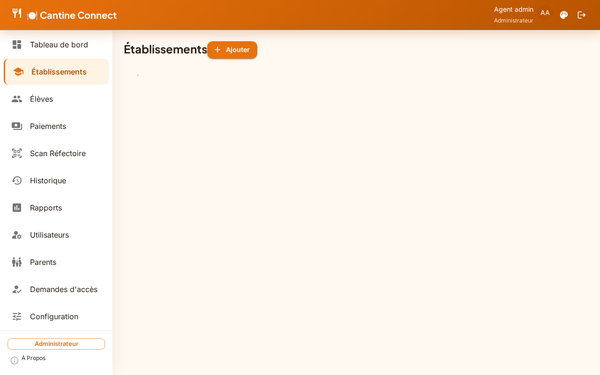 🍽️ Cantine Connect
Agent admin
Administrateur
AA
Tableau de bord
Établissements
Élèves
Paiements
Scan Réfectoire
Historique
Rapports
Utilisateurs
Parents
Demandes d'accès
Configuration
Administrateur
À Propos
Établissements
Ajouter